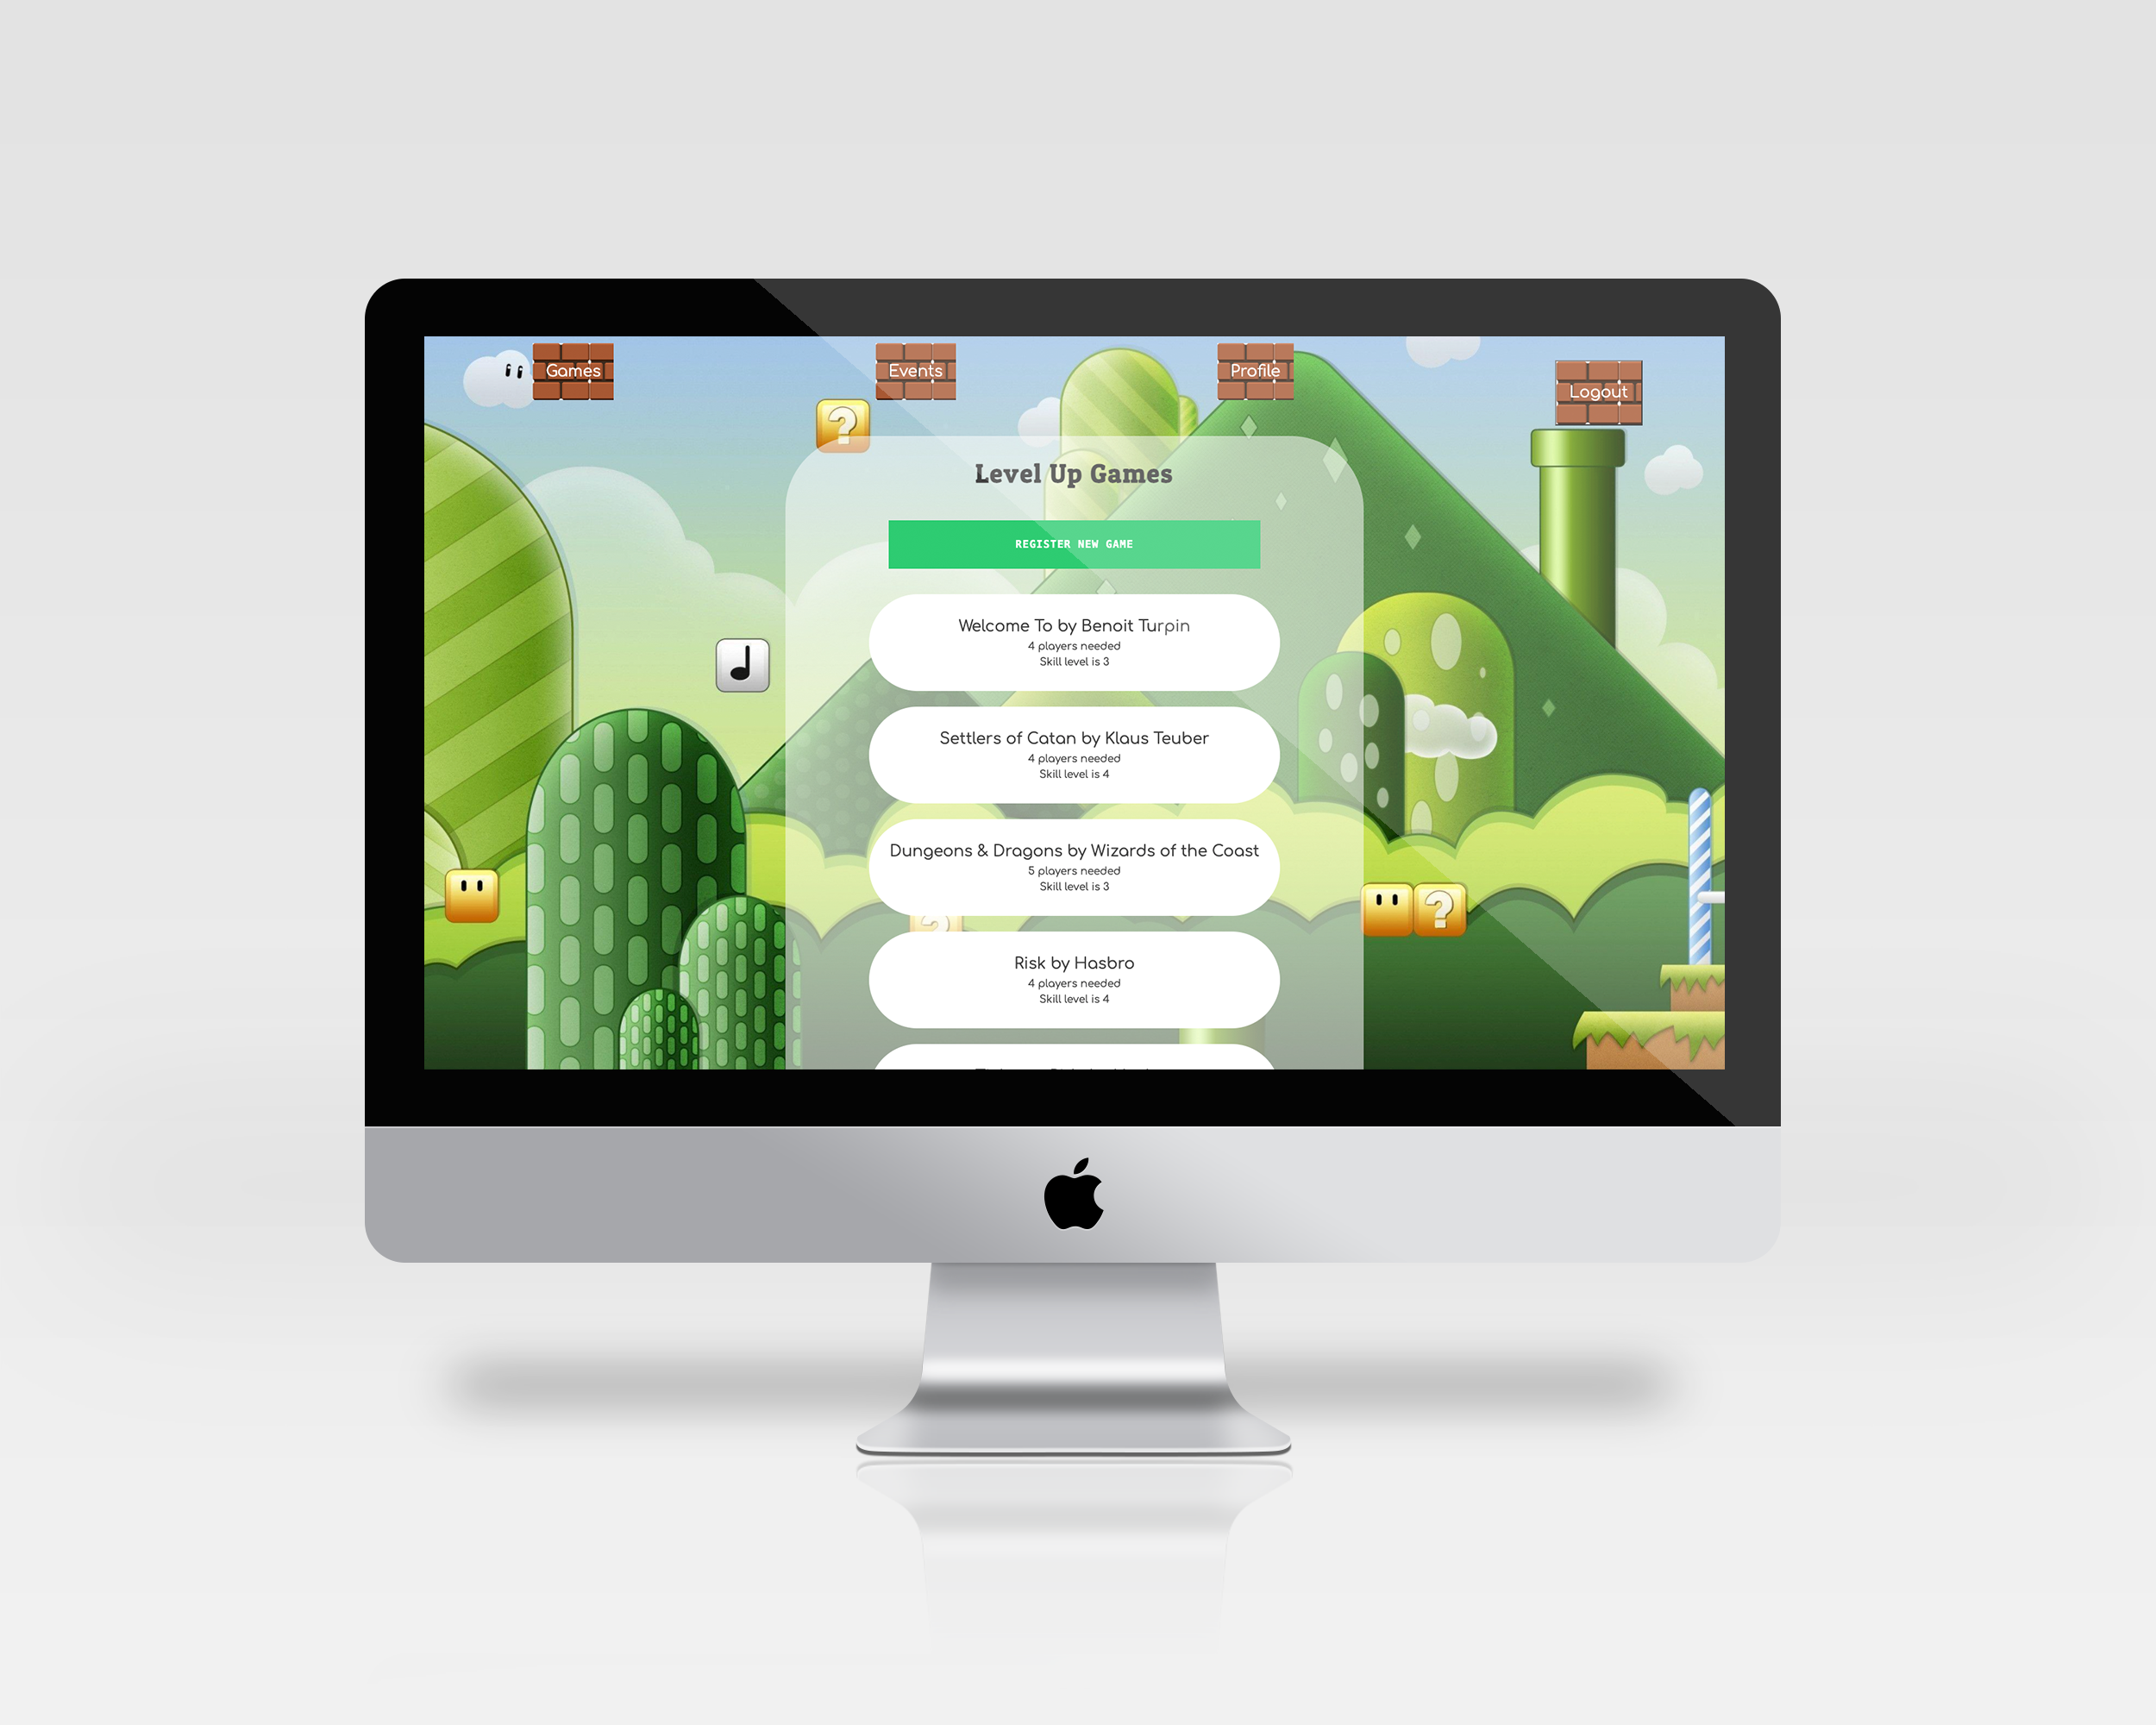 Games
Events
Profile
Logout
?
Level Up Games
REGISTER NEW GAME
Welcome To by Benoit Turpin
4 players needed
Skill level is 3
Settlers of Catan by Klaus Teuber
4 players needed
Skill level is 4
Dungeons & Dragons by Wizards of the Coast
5 players needed
Skill level is 3
?
?
Risk by Hasbro
4 players needed
Skill level is 4